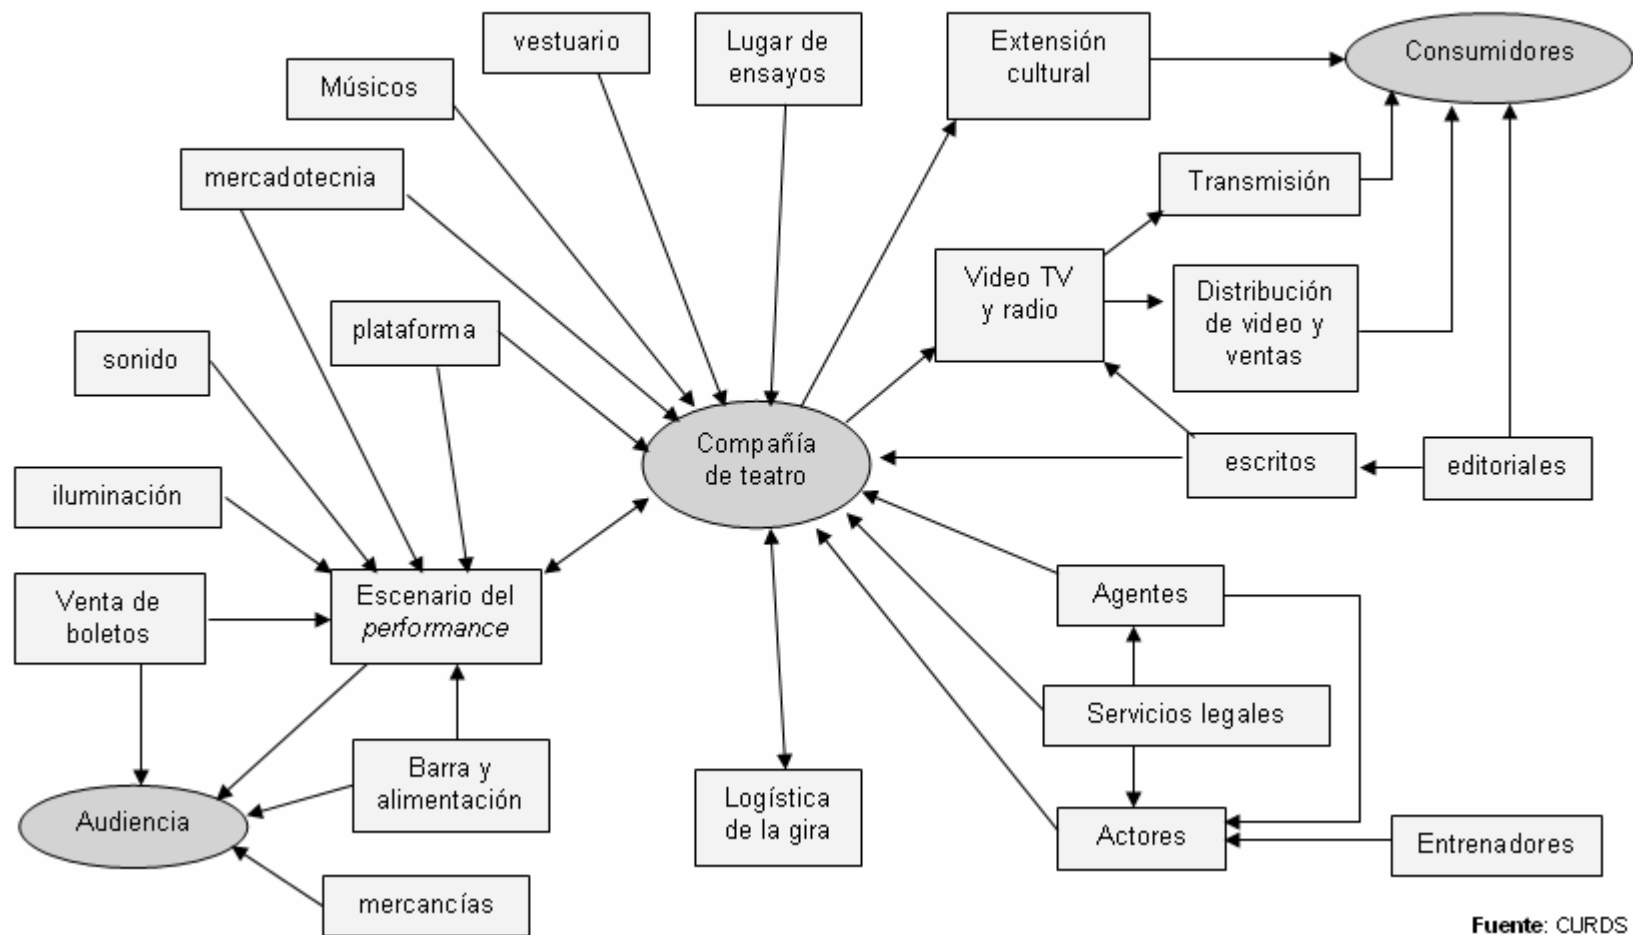 vestuario
Lugar de
ensayos
Extensión
cultural
Consumidores
Músicos
mercadotecnia
Transmisión
Video TV
y radio
Distribución
de video y
ventas
plataforma
sonido
Compañía
de teatro
escritos
editoriales
iluminación
Venta de
boletos
Escenario del
performance
Agentes
Servicios legales
Barra y
alimentación
Logística
de la gira
Audiencia
Actores
Entrenadores
mercancías
Fuente: CURDS